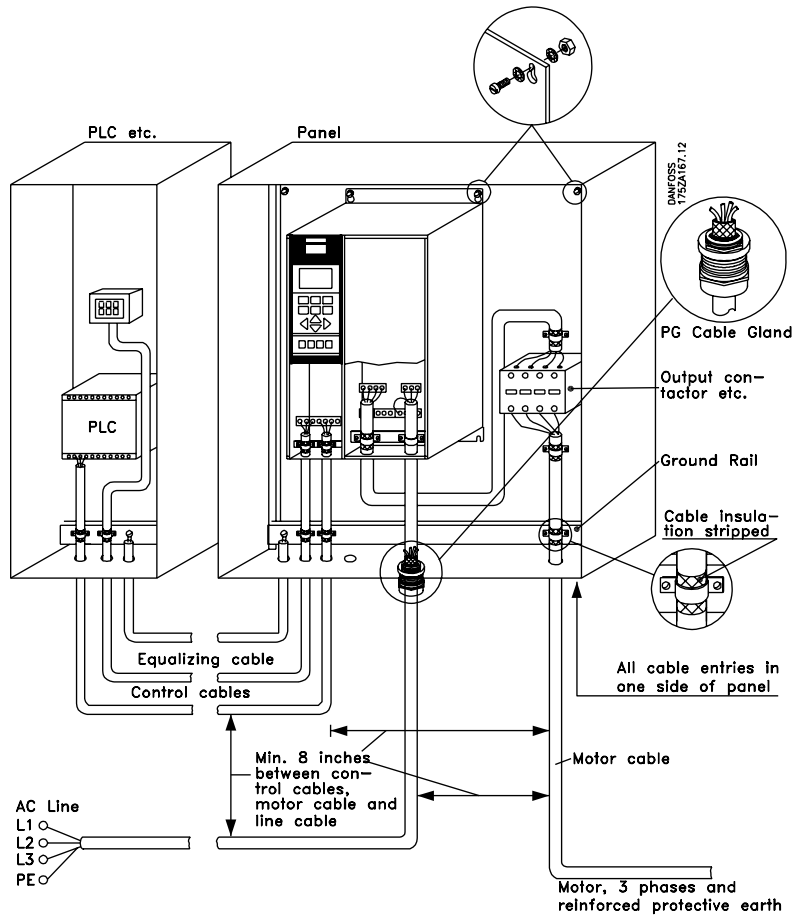 PLC etc.
Panel
DANFOSS
175ZA167.12
PG Cable Gland
Output con-
tactor etc.
PLC
Ground Rail
Cable insula-
tion stripped
Equalizing cable
Control cables
All cable entries in
one side of panel
Min. 8 inches
between con-
trol cables,
motor cable and
line cable
Motor cable
AC Line
L1
L2
L3
PE
Motor, 3 phases and
reinforced protective earth